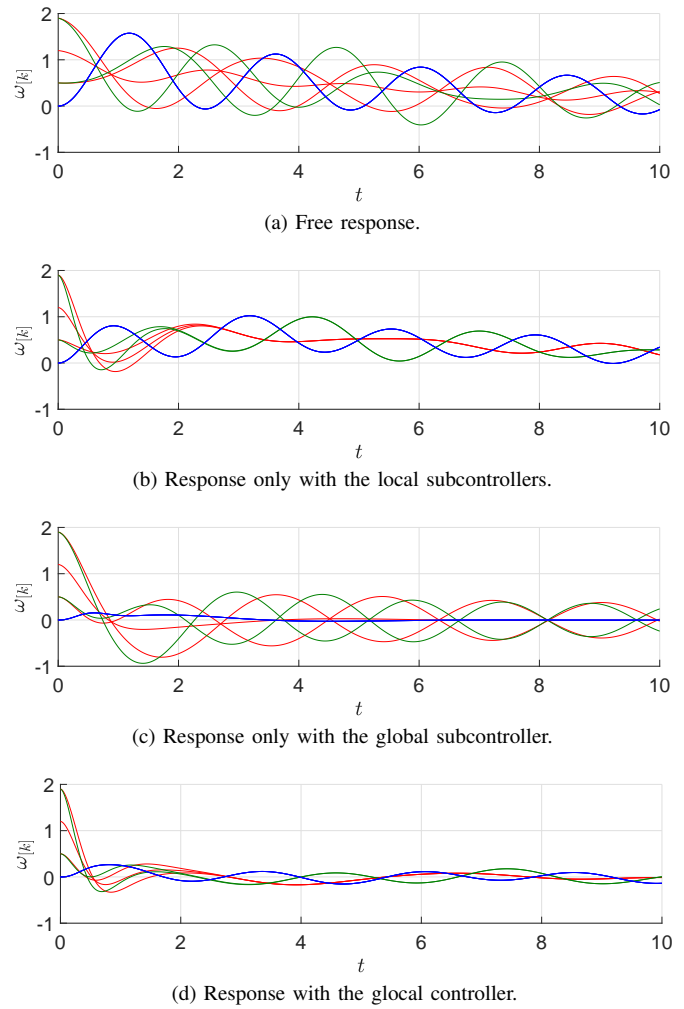 2
1
0
-1
ω[k]
0 2 4 6 8 10
t
(a) Free response.
2
1
0
-1
ω[k]
0 2 4 6 8 10
t
(b) Response only with the local subcontrollers.
2
1
0
-1
ω[k]
0 2 4 6 8 10
t
(c) Response only with the global subcontroller.
2
1
0
-1
ω[k]
0 2 4 6 8 10
t
(d) Response with the glocal controller.